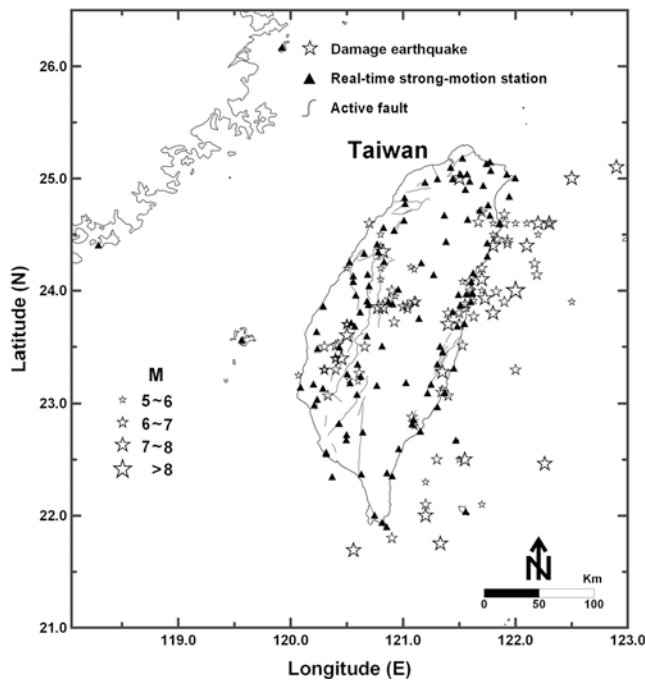 26.0
25.0
24.0
23.0
22.0
21.0
Latitude (N)
Damage earthquake
Real-time strong-motion station
Active fault
Taiwan
M
5~6
6~7
7~8
>8
N
Km
0 50 100
119.0 120.0 121.0 122.0 123.0
Longitude (E)